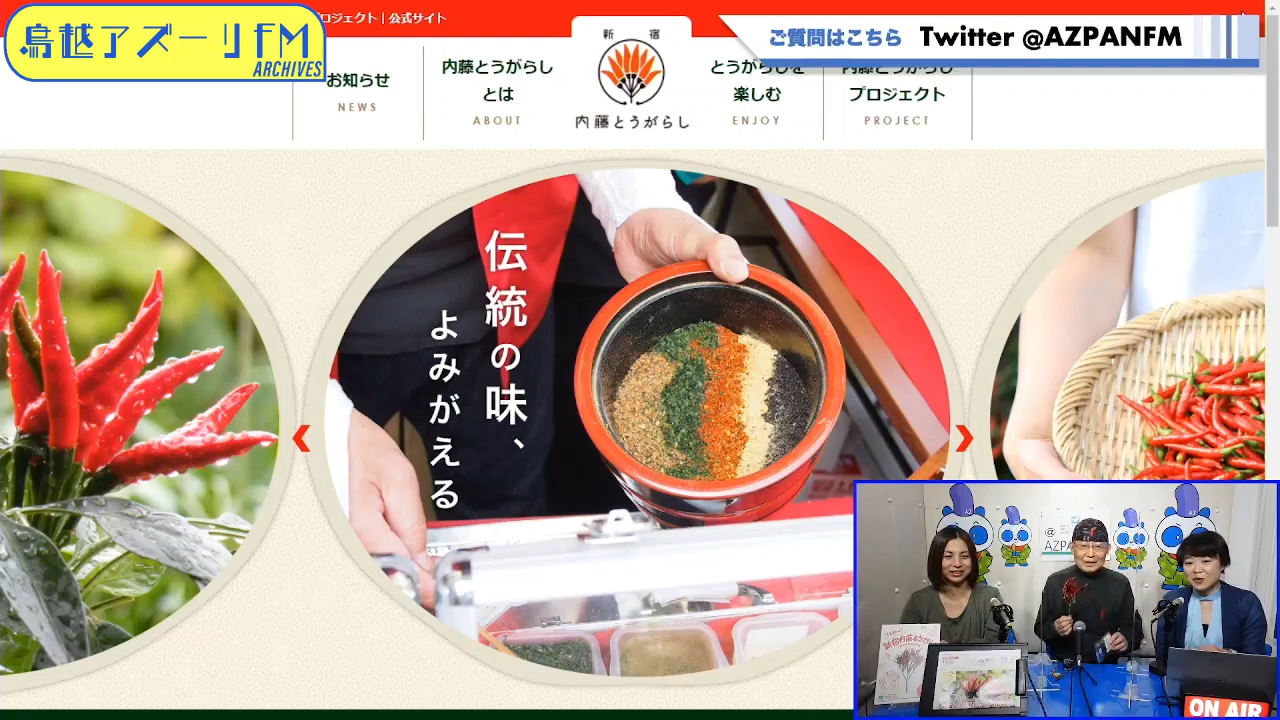 鳥越アズーリFM
ARCHIVES
プロジェクト | 公式サイト
ご質問はこちら Twitter @AZPANFM
お知らせ
NEWS
内藤とうがらし
とは
ABOUT
新宿
内藤とうがらし
とうがらしを
楽しむ
ENJOY
内藤とうがらし
プロジェクト
PROJECT
伝統の味、
よみがえる
@
AZPA
ON AIR